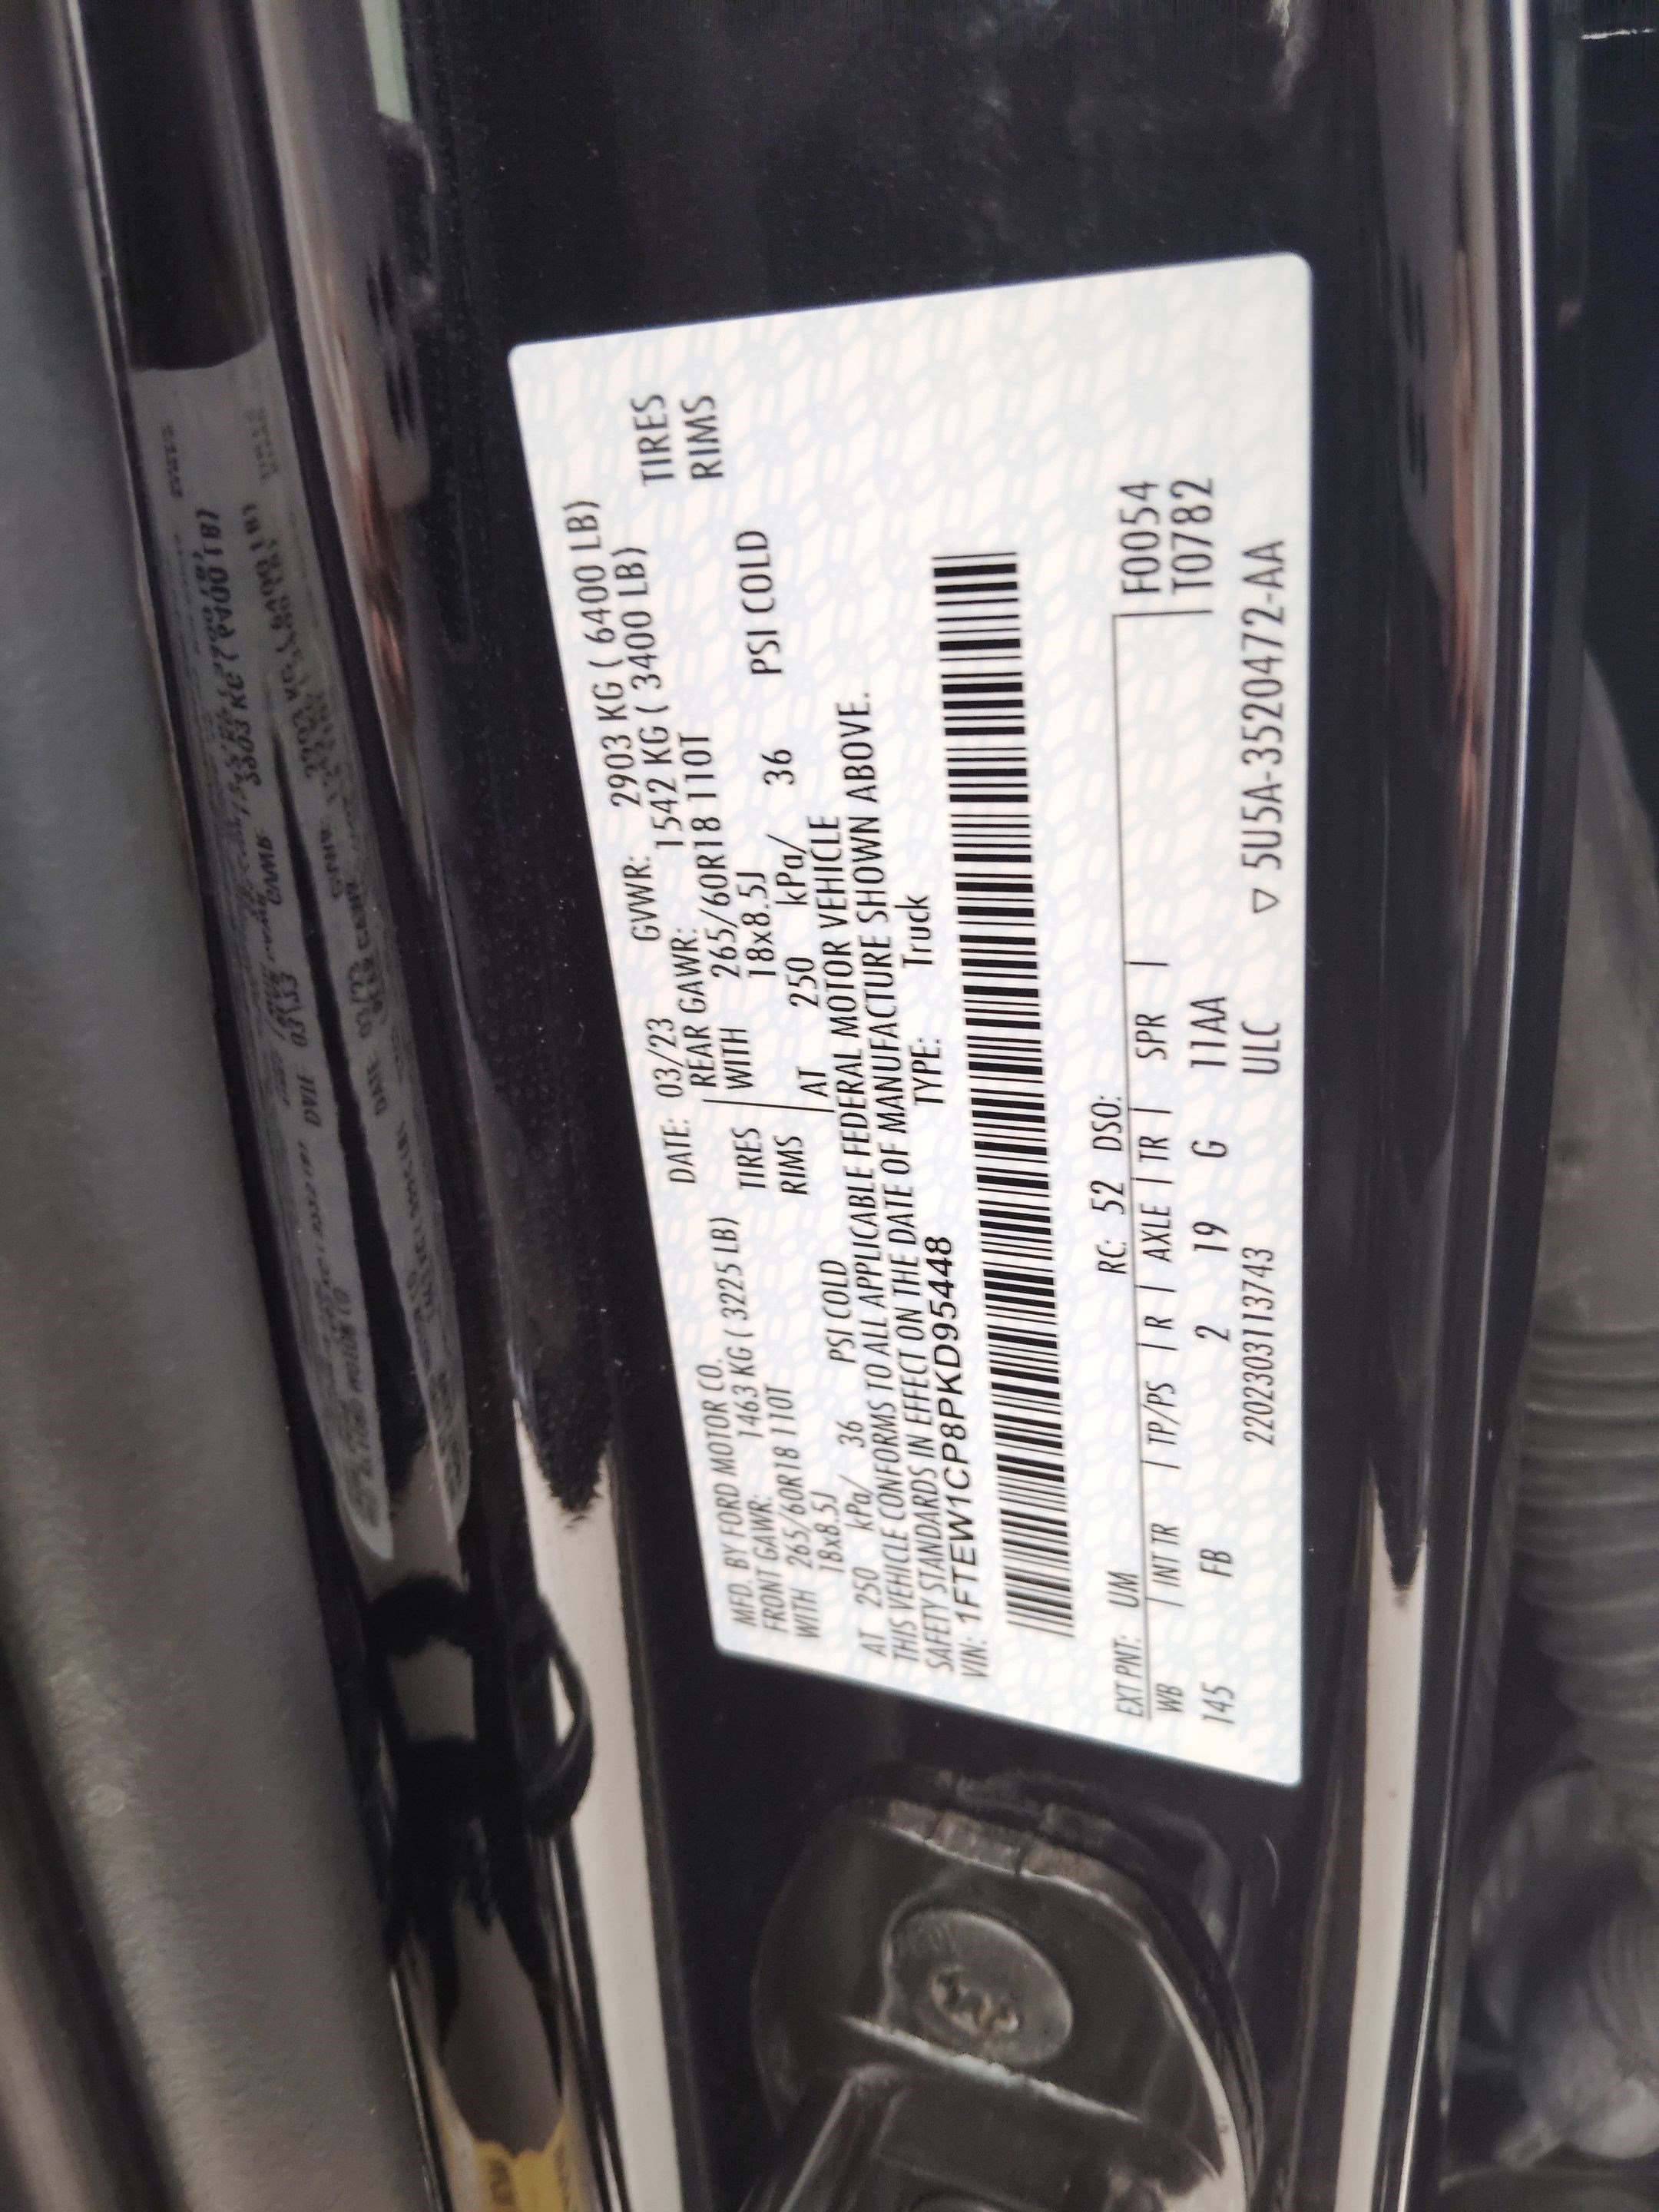 MFD. BY FORD MOTOR CO. DATE: 03/23 GVWR: 2903 KG ( 6400 LB)
FRONT GAWR: 1463 KG ( 3225 LB) REAR GAWR: 1542 KG ( 3400 LB)
WITH 265/60R18 110T TIRES WITH 265/60R18 110T TIRES
18x8.5J RIMS 18x8.5J RIMS
AT 250 kPa/ 36 PSI COLD AT 250 kPa/ 36 PSI COLD
THIS VEHICLE CONFORMS TO ALL APPLICABLE FEDERAL MOTOR VEHICLE
SAFETY STANDARDS IN EFFECT ON THE DATE OF MANUFACTURE SHOWN ABOVE.
VIN: 1FTEW1CP8PKD95448 TYPE: Truck
EXT PNT: UM RC: 52 DSO: F0054
WB | INT TR | TP/PS | R | AXLE | TR | SPR | T0782
145 FB 2 19 G 11AA
220230311 3743 ULC ▽ 5U5A-3520472-AA